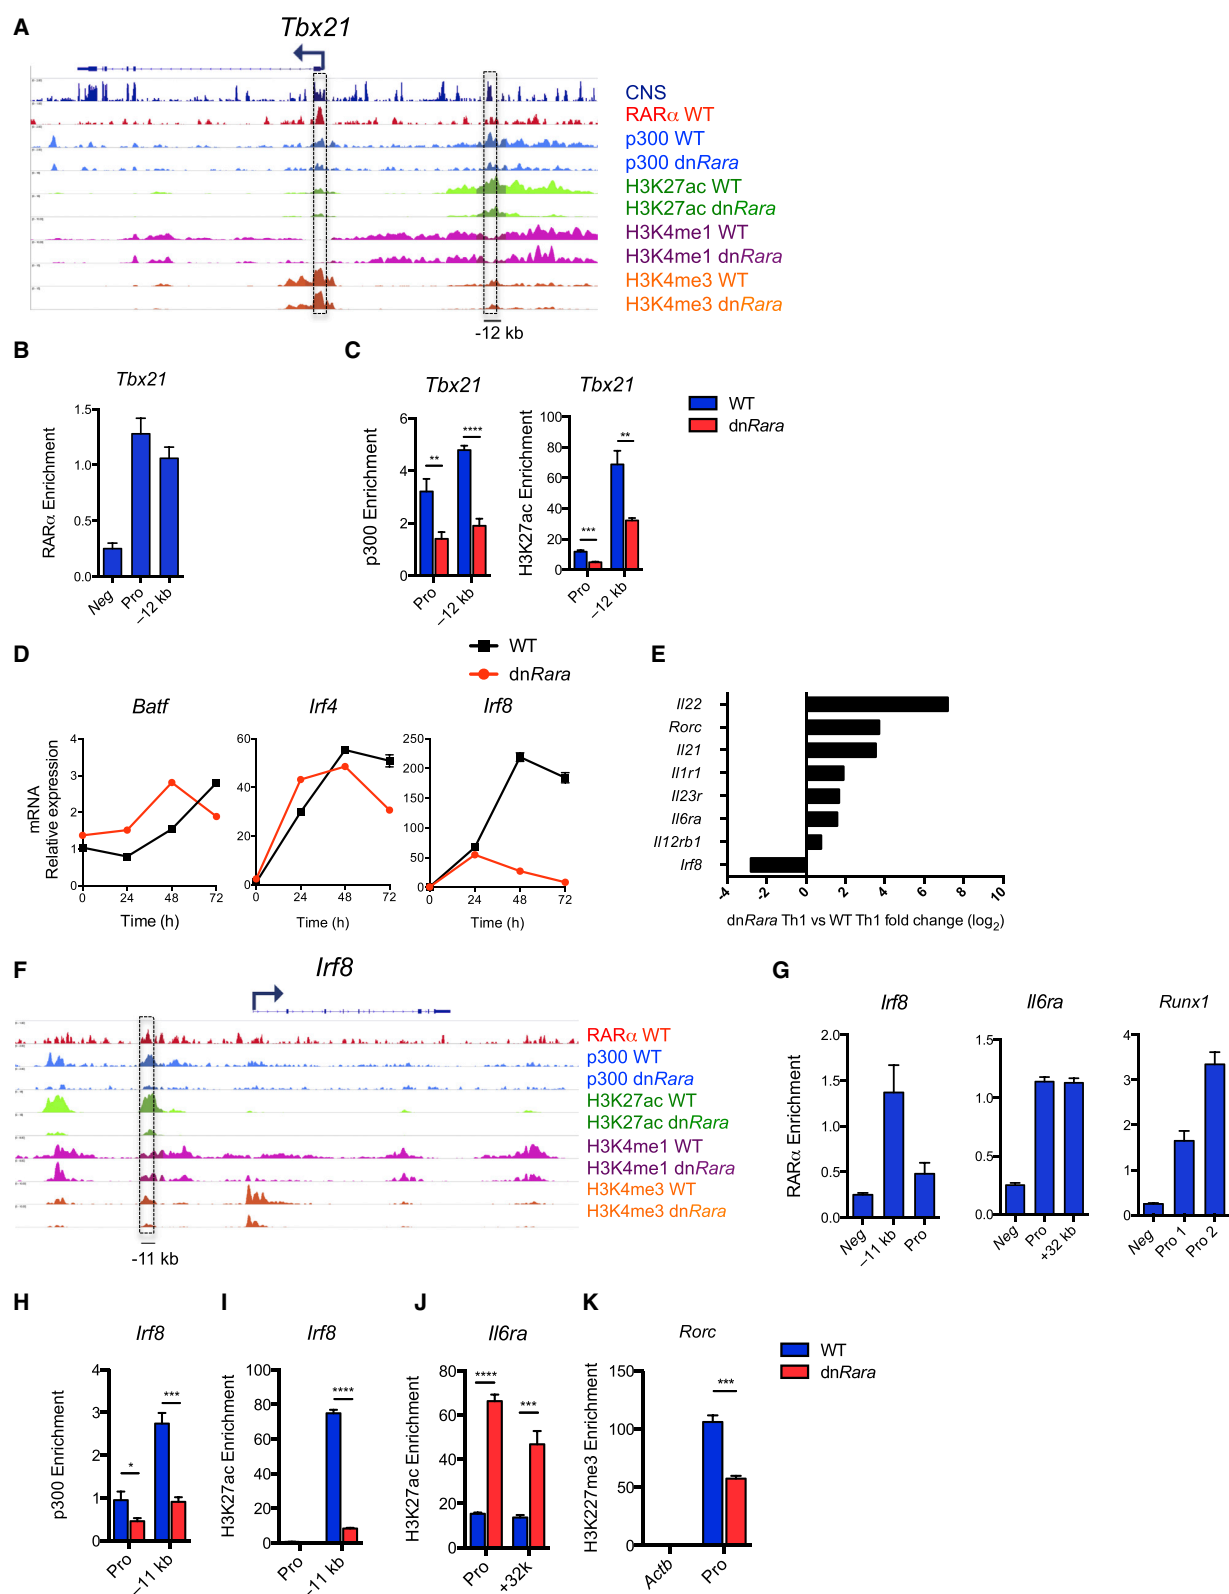 A
Tbx21
CNS
RARα WT
p300 WT
p300 dnRara
H3K27ac WT
H3K27ac dnRara
H3K4me1 WT
H3K4me1 dnRara
H3K4me3 WT
H3K4me3 dnRara
-12 kb
B
Tbx21
RARα Enrichment
1.5
1.0
0.5
0.0
Neg
Pro
–12 kb
C
Tbx21
p300 Enrichment
6
4
2
0
**
****
Pro
–12 kb
Tbx21
H3K27ac Enrichment
100
80
60
40
20
0
***
**
Pro
–12 kb
WT
dnRara
D
WT
dnRara
Batf
mRNA
Relative expression
4
3
2
1
0
0 24 48 72
Time (h)
Irf4
60
40
20
0
0 24 48 72
Time (h)
Irf8
250
200
150
100
50
0
0 24 48 72
Time (h)
E
Il22
Rorc
Il21
Il1r1
Il23r
Il6ra
Il12rb1
Irf8
-4 -2 0 2 4 6 8 10
dnRara Th1 vs WT Th1 fold change (log2)
F
Irf8
RARα WT
p300 WT
p300 dnRara
H3K27ac WT
H3K27ac dnRara
H3K4me1 WT
H3K4me1 dnRara
H3K4me3 WT
H3K4me3 dnRara
-11 kb
G
Irf8
RARα Enrichment
2.0
1.5
1.0
0.5
0.0
Neg
–11 kb
Pro
Il6ra
1.5
1.0
0.5
0.0
Neg
Pro
+32 kb
Runx1
4
3
2
1
0
Neg
Pro 1
Pro 2
H
Irf8
p300 Enrichment
4
3
2
1
0
*
***
Pro
–11 kb
I
Irf8
H3K27ac Enrichment
100
80
60
40
20
0
****
Pro
–11 kb
J
Il6ra
H3K27ac Enrichment
80
60
40
20
0
****
***
Pro
+32k
K
Rorc
H3K227me3 Enrichment
150
100
50
0
***
Actb
Pro
WT
dnRara